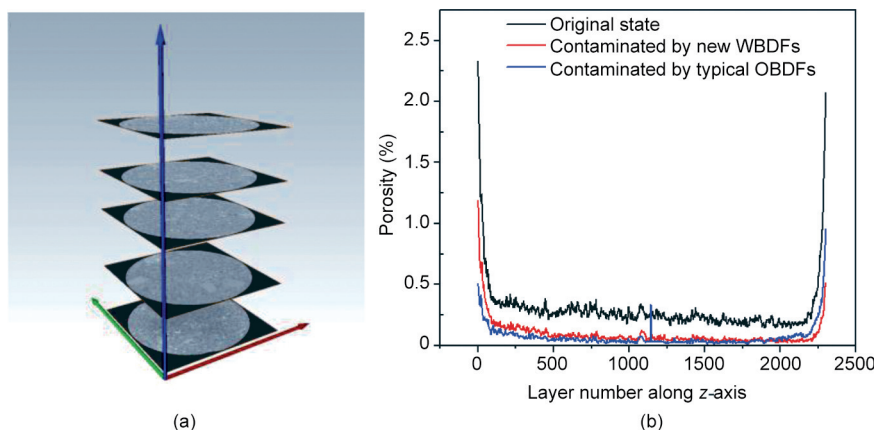 Original state
Contaminated by new WBDFs
Contaminated by typical OBDFs
2.5
2.0
1.5
1.0
0.5
0
Porosity (%)
0
500
1000
1500
2000
2500
Layer number along z-axis
(a)
(b)